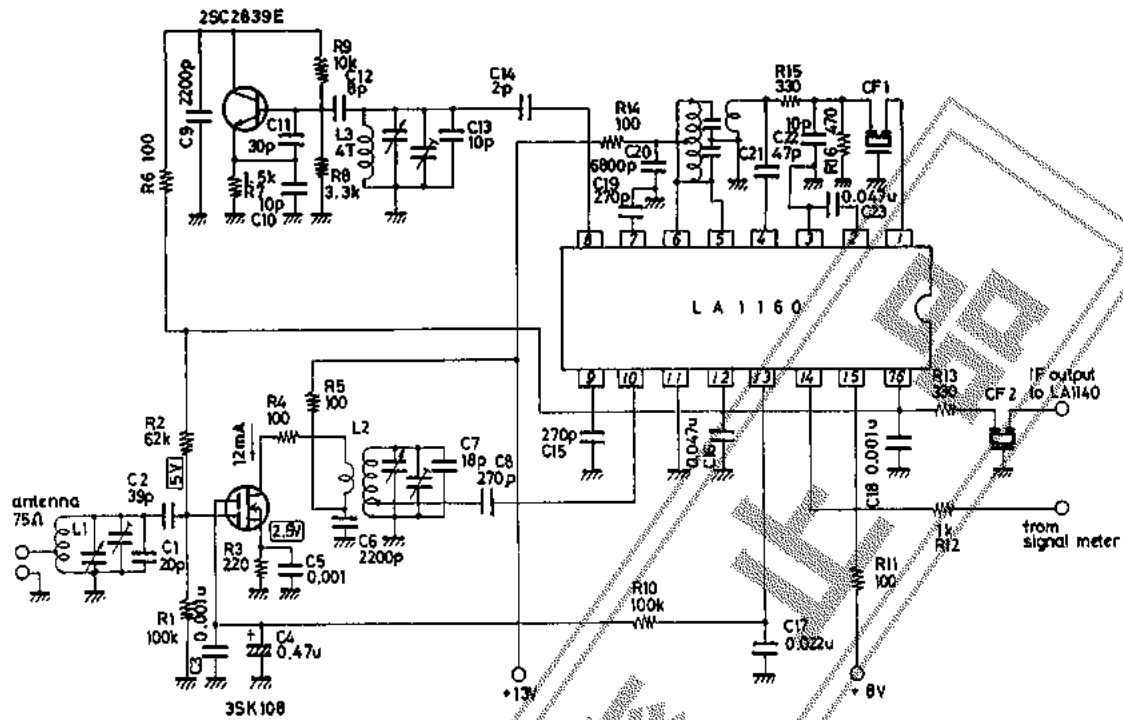 2SC2839E
2200p
C9
R6 100
R9
10k
C12
8p
C11
30p
L3
4T
C13
10p
C14
2p
1.5k
R7
10p
C10
R8
3.3k
R14
100
C20
6800p
C19
270p
R15
330
10p
C22
47p
C21
R16 470
CF1
0.047u
C23
8
7
6
5
4
3
2
1
LA1160
9
10
11
12
13
14
15
16
R13
330
IF output
to LA1140
CF2
R2
62k
5V
12mA
R4
100
R5
100
L2
C7
18p
C8
270p
270p
C15
0.047u
C16
C18 0.001u
C2
39p
antenna
75Ω
L1
C1
20p
2.5V
R3
220
C5
0.001
C6
2200p
1k
R12
from
signal meter
R11
100
R10
100k
R1
100k
0.001u
C3
C4
0.47u
+
C17
0.022u
+13V
+8V
3SK108